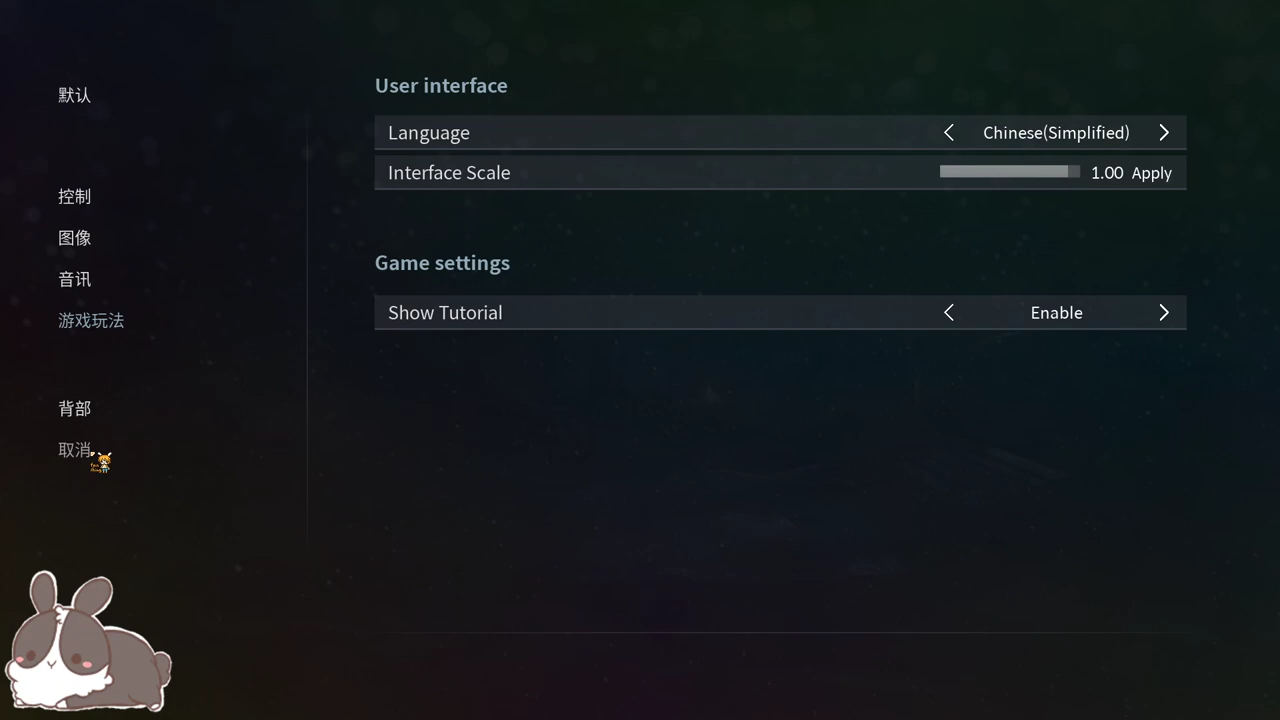 默认
控制
图像
音讯
游戏玩法
背部
取消
User interface
Language
Chinese(Simplified)
Interface Scale
1.00 Apply
Game settings
Show Tutorial
Enable